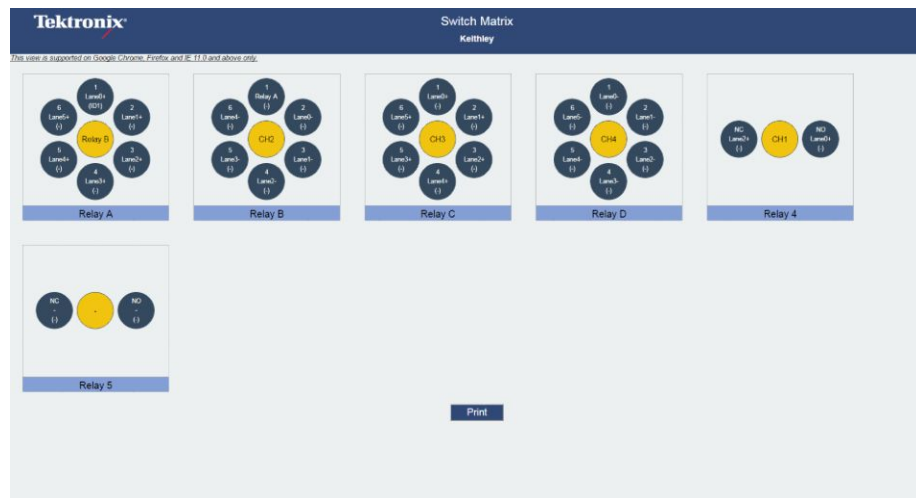 Tektronix
Switch Matrix
Keithley
This view is supported on Google Chrome, Firefox and IE 11.0 and above only.
1
Lane0+
(ID1)
6
Lane5+
(-)
2
Lane1+
(-)
Relay B
5
Lane4+
(-)
3
Lane2+
(-)
4
Lane3+
(-)
Relay A
1
Relay A
(-)
6
Lane4-
(-)
2
Lane0-
(-)
CH2
5
Lane3-
(-)
3
Lane1-
(-)
4
Lane2-
(-)
Relay B
1
Lane0+
(-)
6
Lane5+
(-)
2
Lane1+
(-)
CH3
5
Lane3+
(-)
3
Lane2+
(-)
4
Lane4+
(-)
Relay C
1
Lane0-
(-)
6
Lane5-
(-)
2
Lane1-
(-)
CH4
5
Lane4-
(-)
3
Lane2-
(-)
4
Lane3-
(-)
Relay D
NC
Lane2+
(-)
CH1
NO
Lane0+
(-)
Relay 4
NC
-
(-)
-
NO
-
(-)
Relay 5
Print